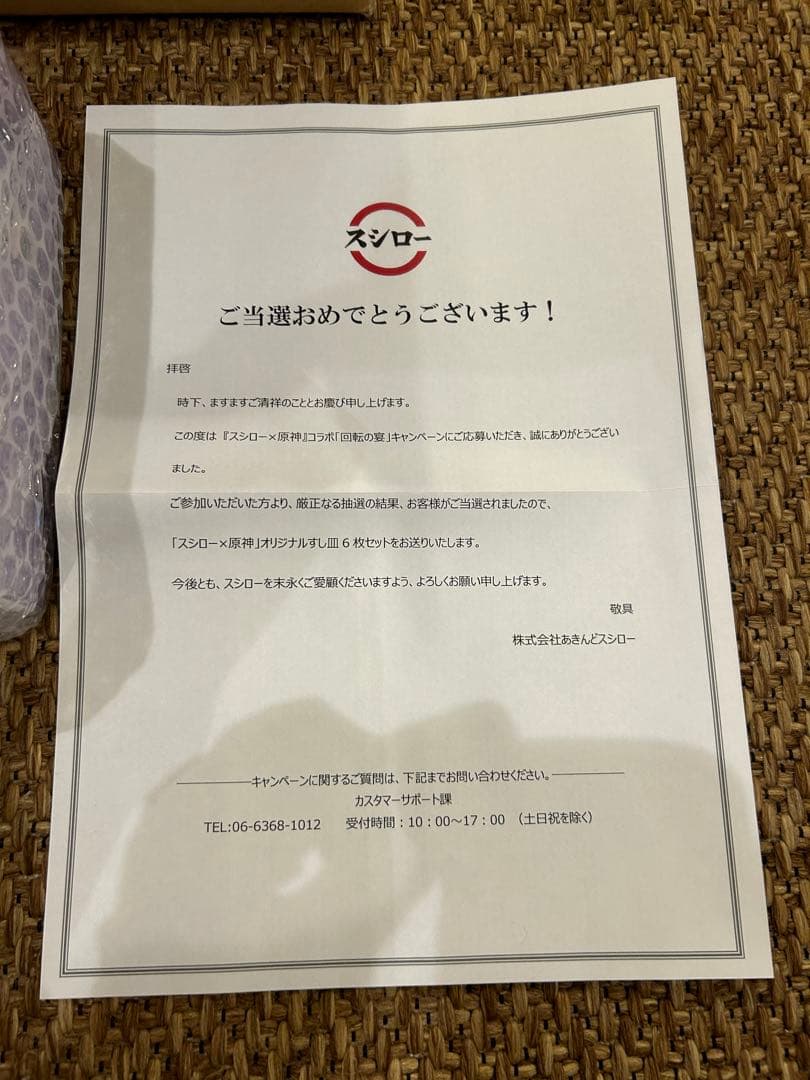 スシロー
ご当選おめでとうございます！
拝啓
時下、ますますご清祥のこととお慶び申し上げます。
この度は『スシロー×原神』コラボ「回転の宴」キャンペーンにご応募いただき、誠にありがとうござい
ました。
ご参加いただいた方より、厳正なる抽選の結果、お客様がご当選されましたので、
「スシロー×原神」オリジナルすし皿 6 枚セットをお送りいたします。
今後とも、スシローを末永くご愛顧くださいますよう、よろしくお願い申し上げます。
敬具
株式会社あきんどスシロー
キャンペーンに関するご質問は、下記までお問い合わせください。
カスタマーサポート課
TEL:06-6368-1012　受付時間：10：00～17：00　（土日祝を除く）